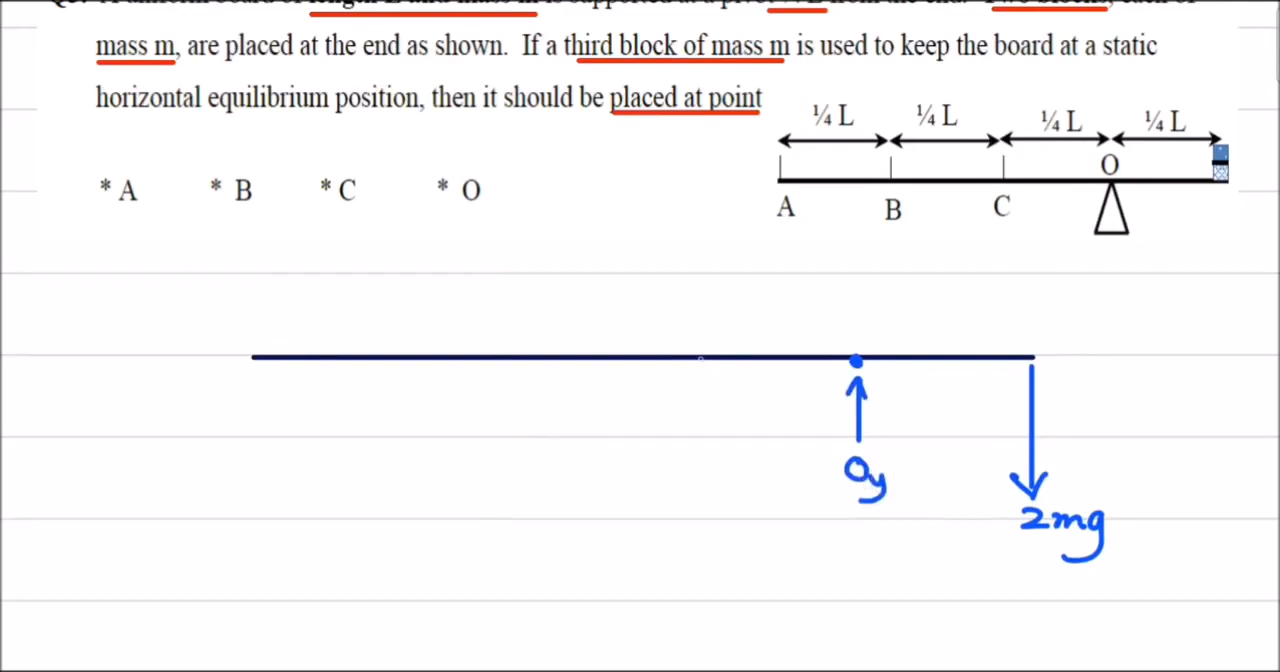 mass m, are placed at the end as shown. If a third block of mass m is used to keep the board at a static
horizontal equilibrium position, then it should be placed at point
¼ L ¼ L ¼ L ¼ L
O
* A * B * C * O
A B C
Oy
2mg